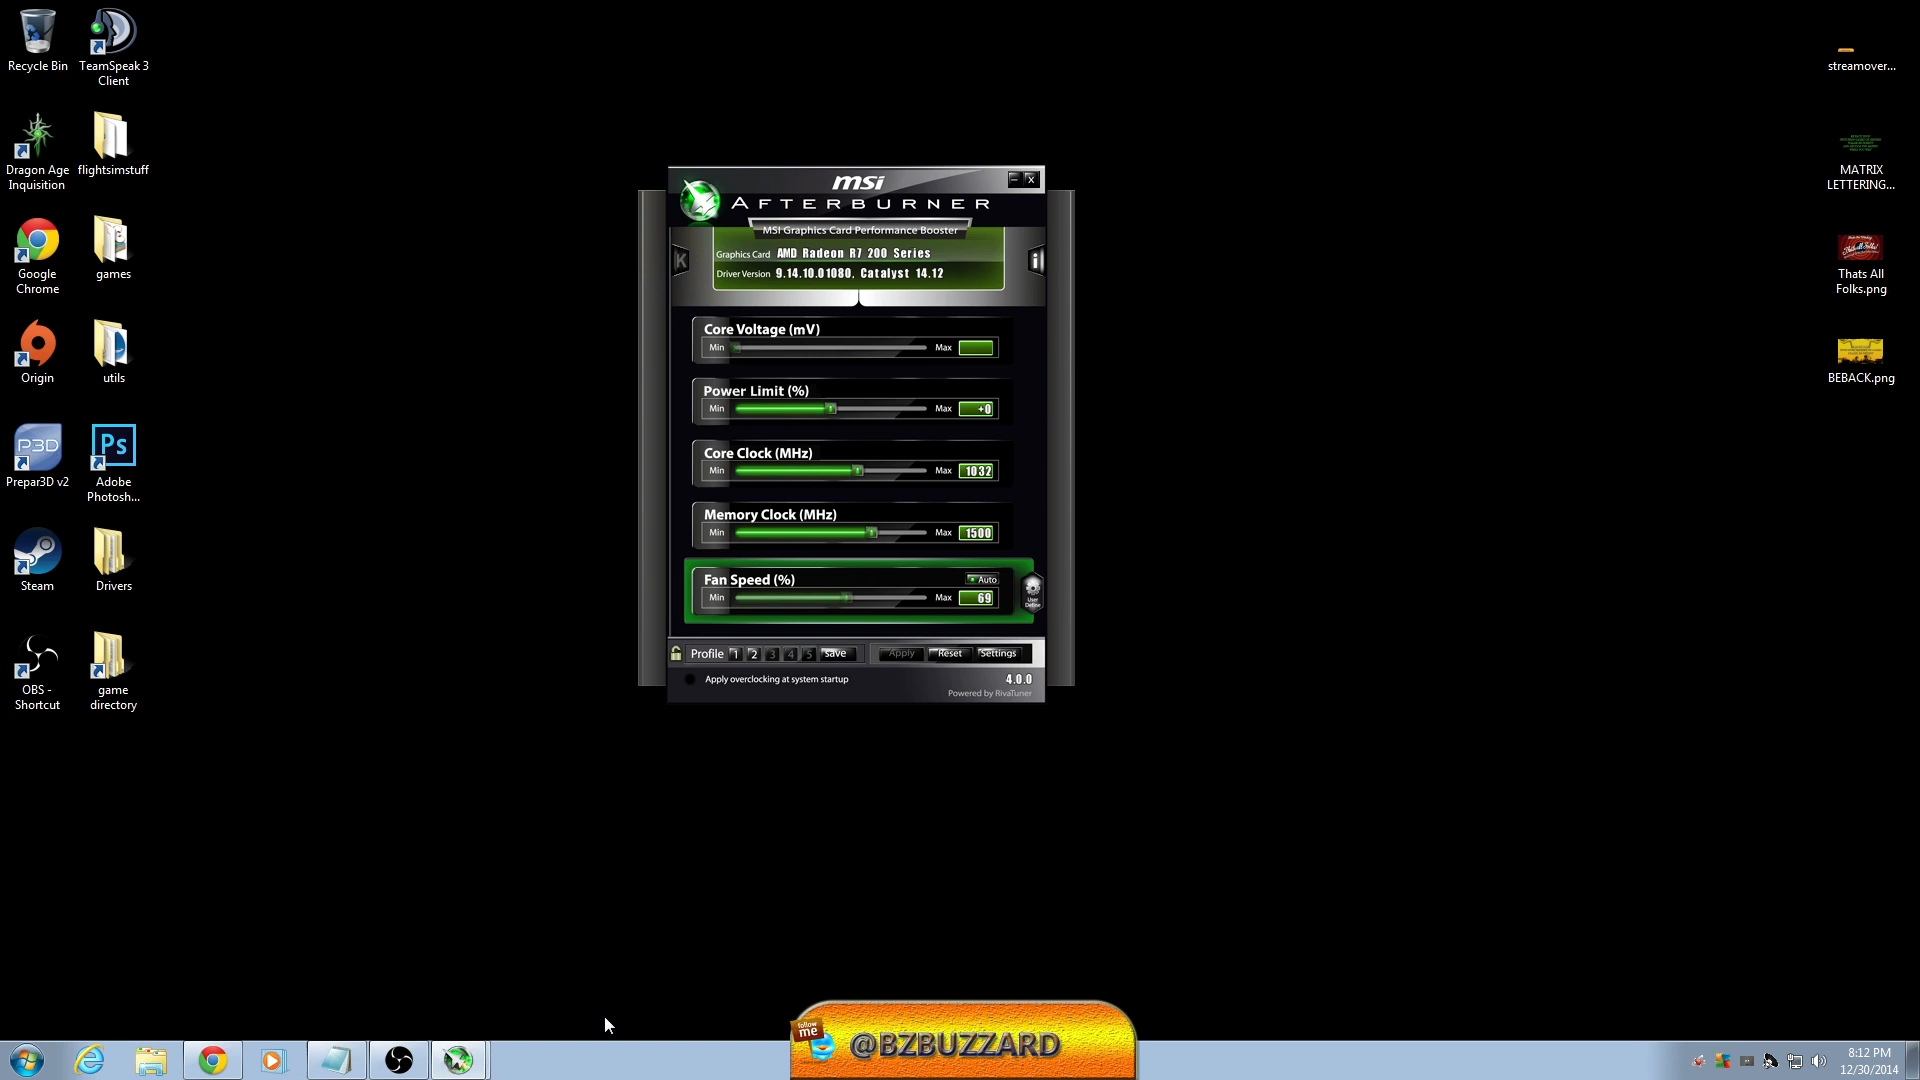 Recycle Bin
TeamSpeak 3
Client
Dragon Age
Inquisition
flightsimstuff
Google
Chrome
games
Origin
utils
P3D
Prepar3D v2
Ps
Adobe
Photosh...
Steam
Drivers
OBS -
Shortcut
game
directory
msi
AFTERBURNER
MSI Graphics Card Performance Booster
K
i
Graphics Card AMD Radeon R7 200 Series
Driver Version 9.14.10.01080, Catalyst 14.12
Core Voltage (mV)
Min Max
Power Limit (%)
Min Max +0
Core Clock (MHz)
Min Max 1032
Memory Clock (MHz)
Min Max 1500
Fan Speed (%) Auto
Min Max 69
User
Define
Profile 1 2 3 4 5 save Apply Reset Settings
Apply overclocking at system startup 4.0.0
Powered by RivaTuner
streamover...
MATRIX
LETTERING...
Thats All
Folks.png
BEBACK.png
follow
me
@BZBUZZARD
8:12 PM
12/30/2014